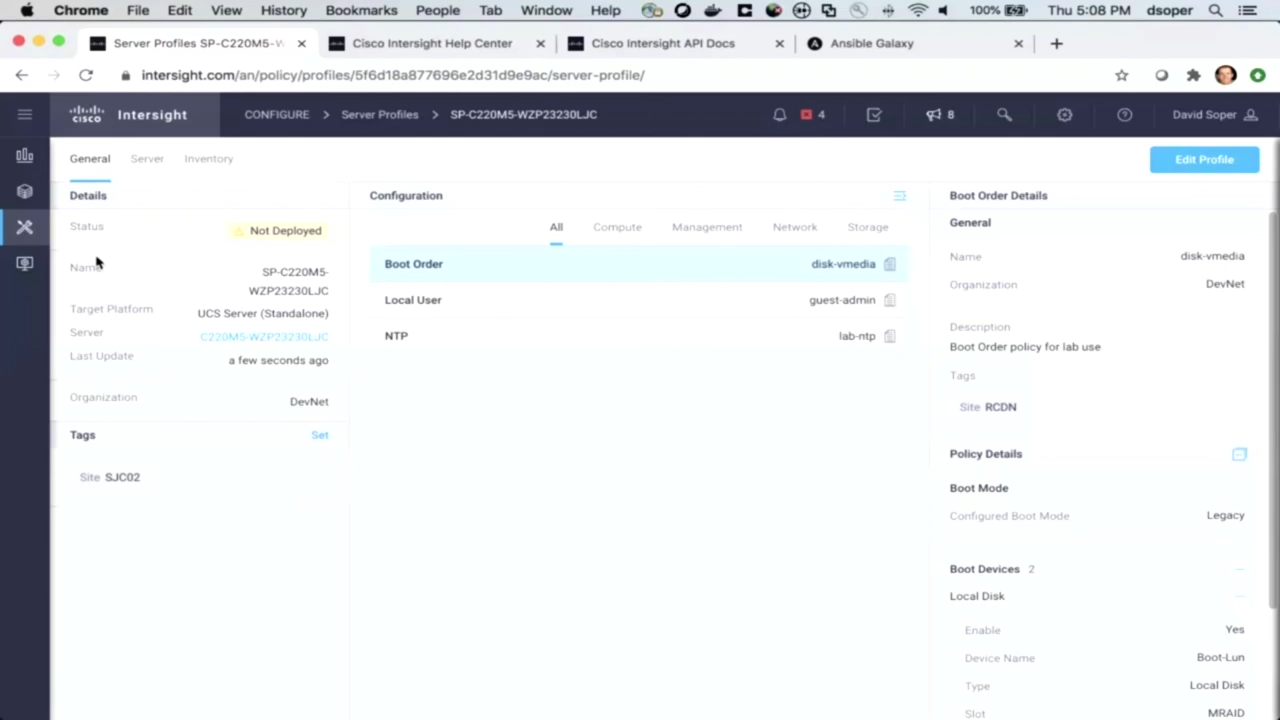 Chrome File Edit View History Bookmarks People Tab Window Help 100% Thu 5:08 PM dsoper
Server Profiles SP-C220M5-W
Cisco Intersight Help Center
Cisco Intersight API Docs
Ansible Galaxy
intersight.com/an/policy/profiles/5f6d18a877696e2d31d9e9ac/server-profile/
cisco Intersight
CONFIGURE > Server Profiles > SP-C220M5-WZP23230LJC
4
8
David Soper
General Server Inventory
Edit Profile
Details
Status Not Deployed
Name SP-C220M5-
WZP23230LJC
Target Platform UCS Server (Standalone)
Server C220M5-WZP23230LJC
Last Update a few seconds ago
Organization DevNet
Tags Set
Site SJC02
Configuration
All Compute Management Network Storage
Boot Order disk-vmedia
Local User guest-admin
NTP lab-ntp
Boot Order Details
General
Name disk-vmedia
Organization DevNet
Description
Boot Order policy for lab use
Tags
Site RCDN
Policy Details
Boot Mode
Configured Boot Mode Legacy
Boot Devices 2
Local Disk
Enable Yes
Device Name Boot-Lun
Type Local Disk
Slot MRAID